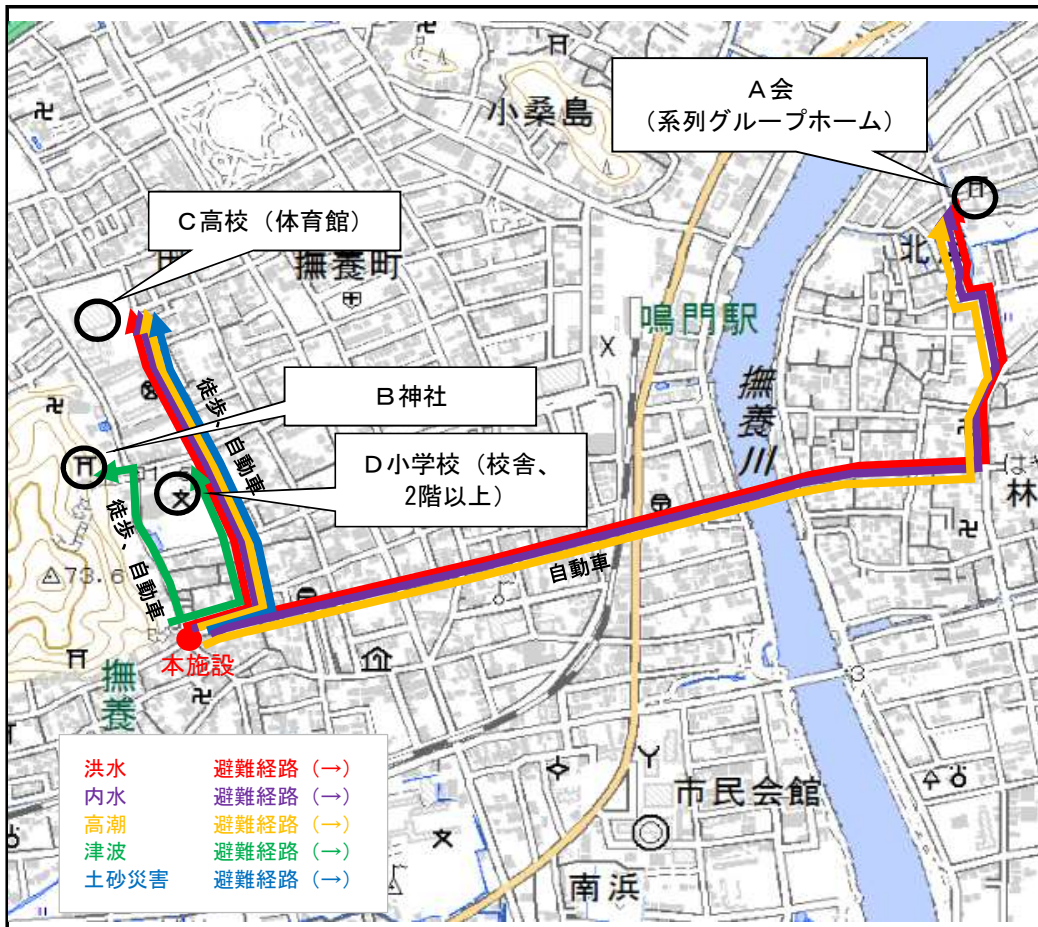 小桑島
A会
(系列グループホーム)
C高校(体育館)
撫養町
鳴門駅
B神社
撫養川
D小学校(校舎、
2階以上)
徒歩、自動車
徒歩、自動車
73.6
自動車
林
本施設
撫養
洪水 避難経路(→)
内水 避難経路(→)
高潮 避難経路(→)
津波 避難経路(→)
土砂災害 避難経路(→)
市民会館
南浜